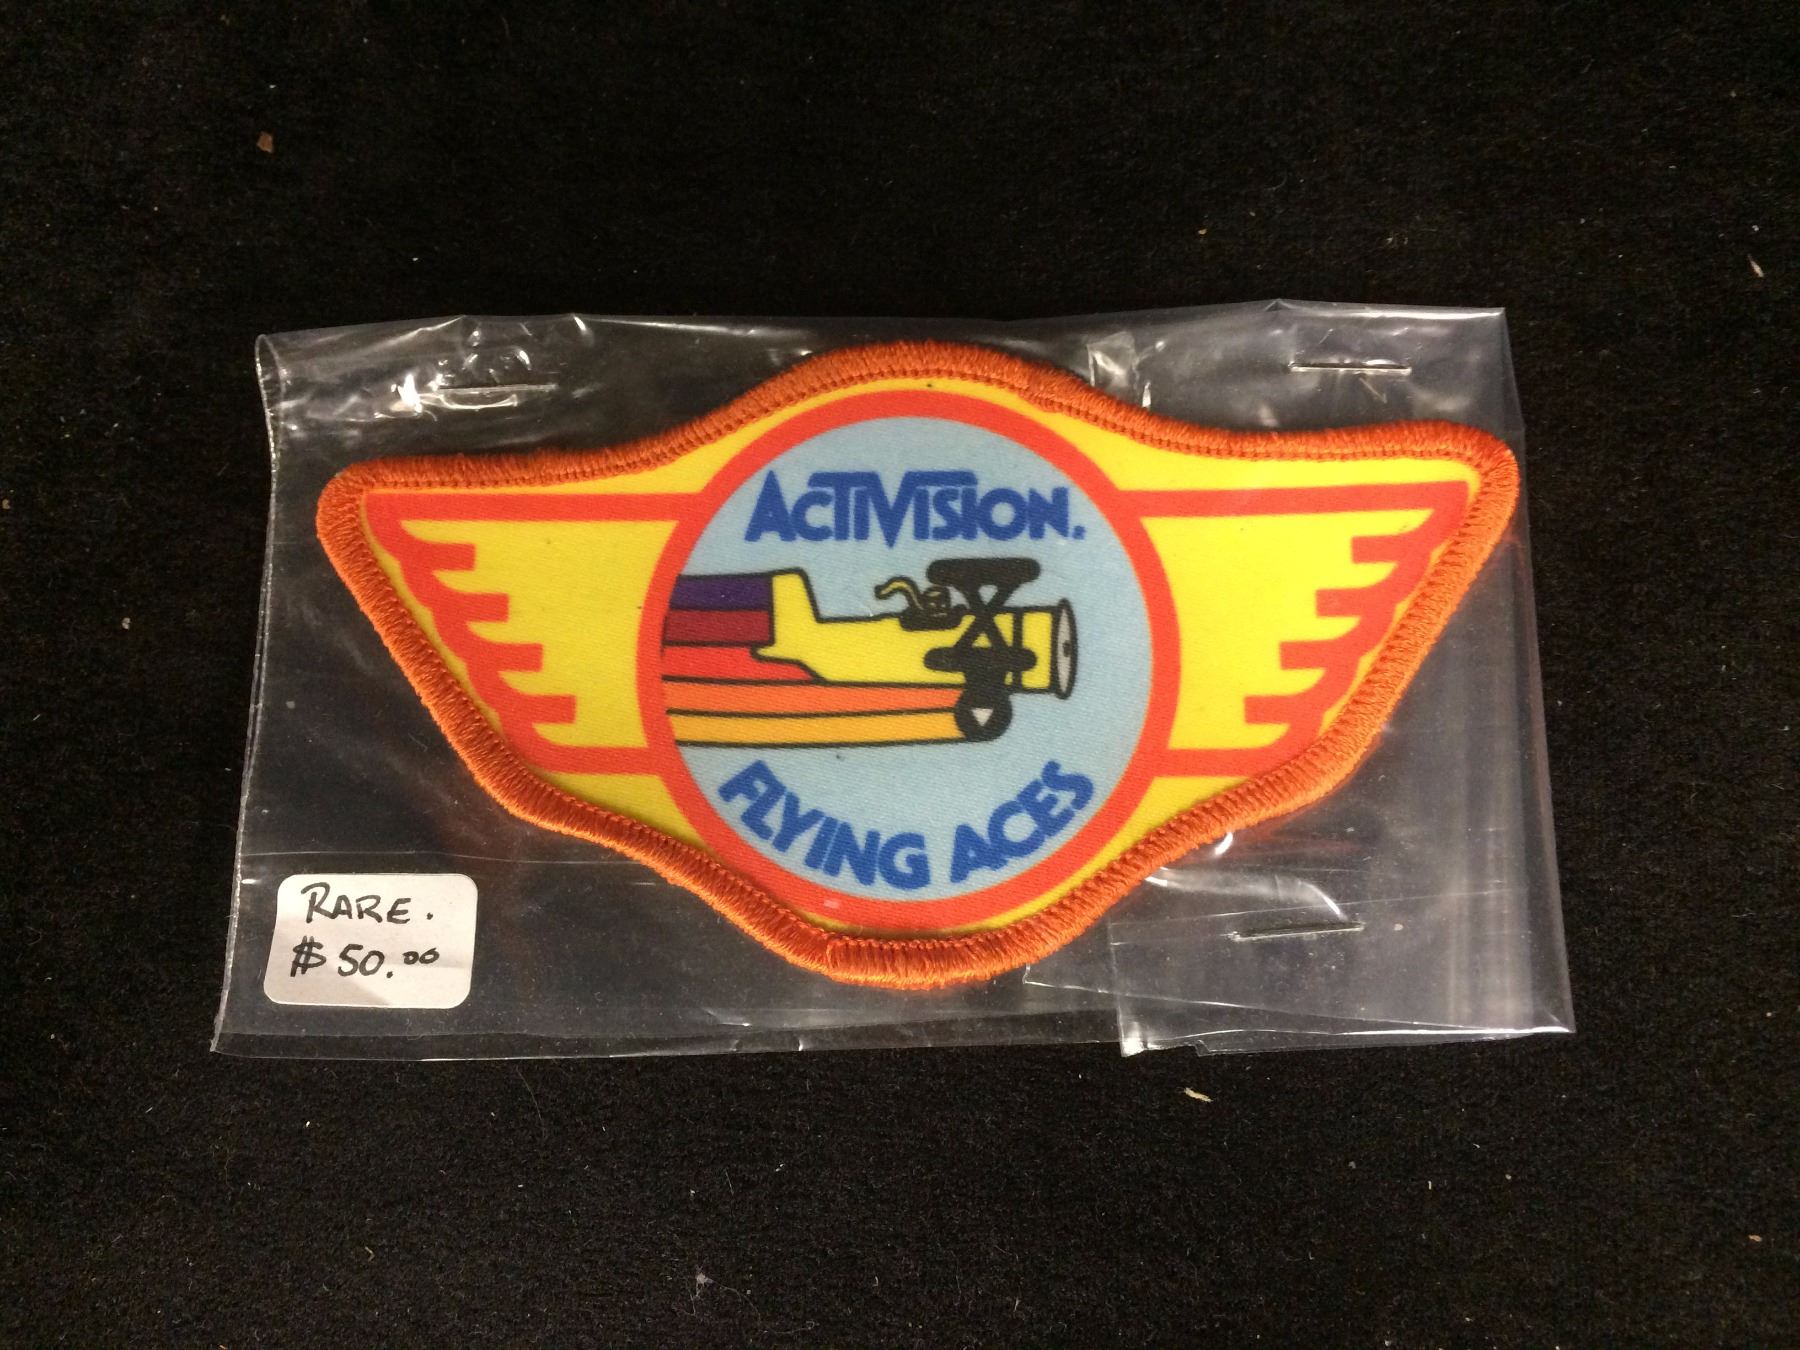 ACTIVISION.
FLYING ACES
RARE.
$50.00